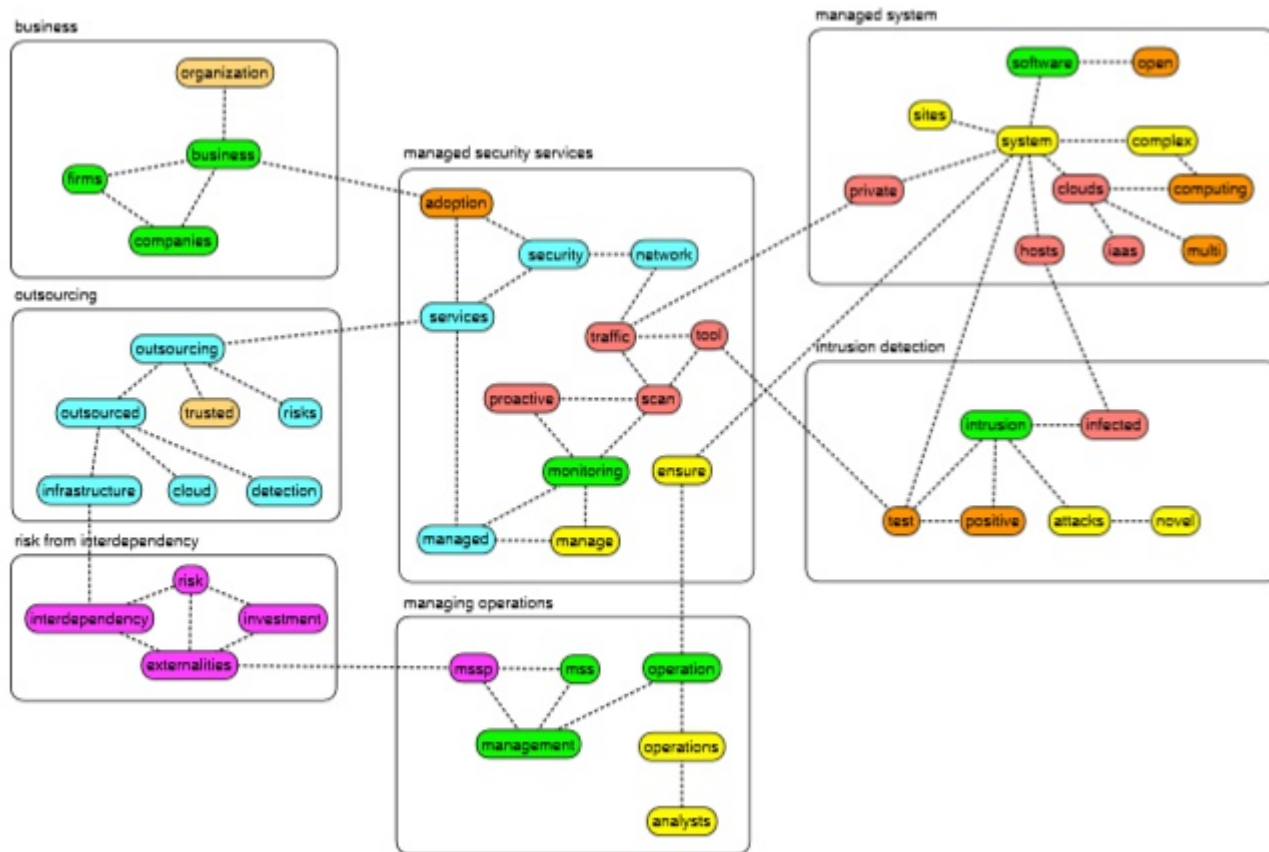 business
organization
business
firms
companies
outsourcing
outsourcing
outsourced
trusted
risks
infrastructure
cloud
detection
risk from interdependency
risk
interdependency
investment
externalities
managed security services
adoption
security
network
services
traffic
tool
proactive
scan
monitoring
ensure
managed
manage
managing operations
mssp
mss
operation
management
operations
analysts
managed system
software
open
sites
system
complex
private
clouds
computing
hosts
iaas
multi
intrusion detection
intrusion
infected
test
positive
attacks
novel